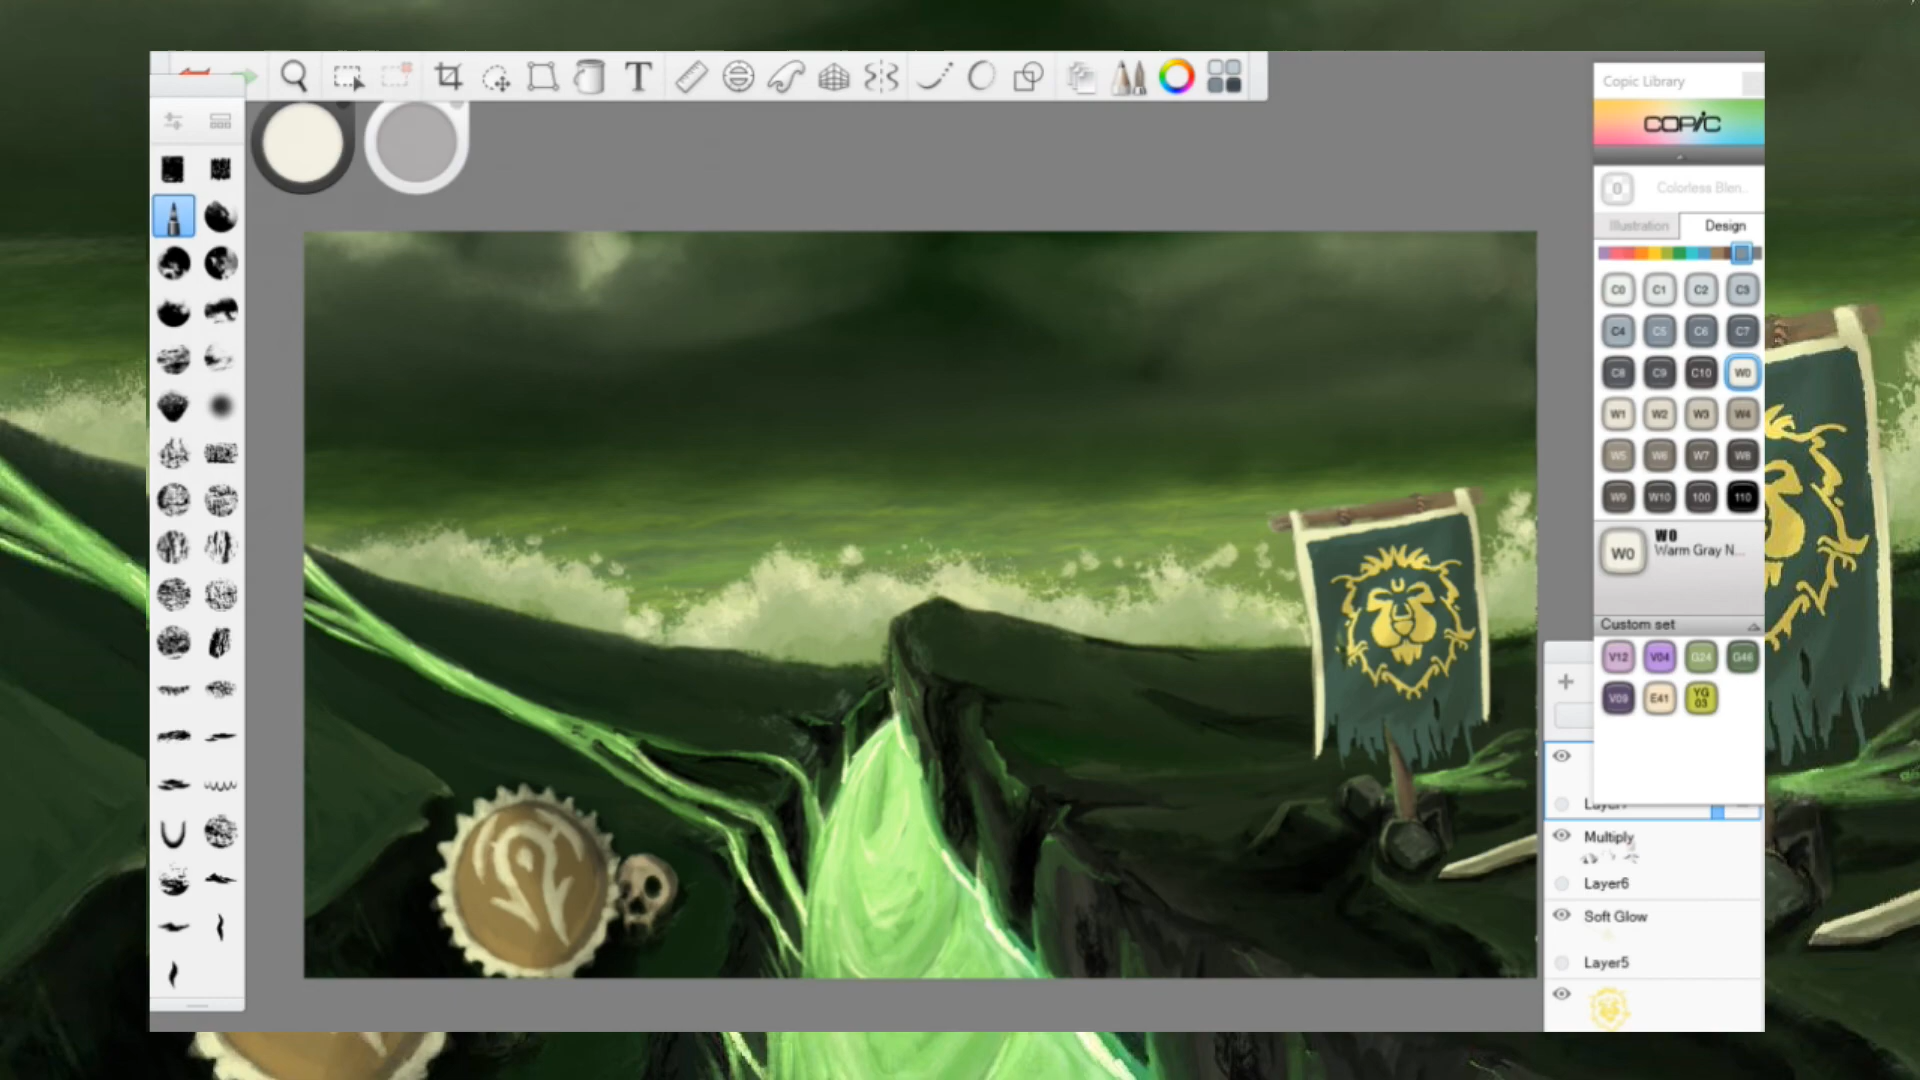 T
Copic Library
COPIC
0 Colorless Blen..
Illustration Design
C0 C1 C2 C3
C4 C5 C6 C7
C8 C9 C10 W0
W1 W2 W3 W4
W5 W6 W7 W8
W9 W10 100 110
W0 W0
Warm Gray N...
Custom set
V12 V04 G24 G46
V09 E41 YG
03
Multiply
Layer6
Soft Glow
Layer5